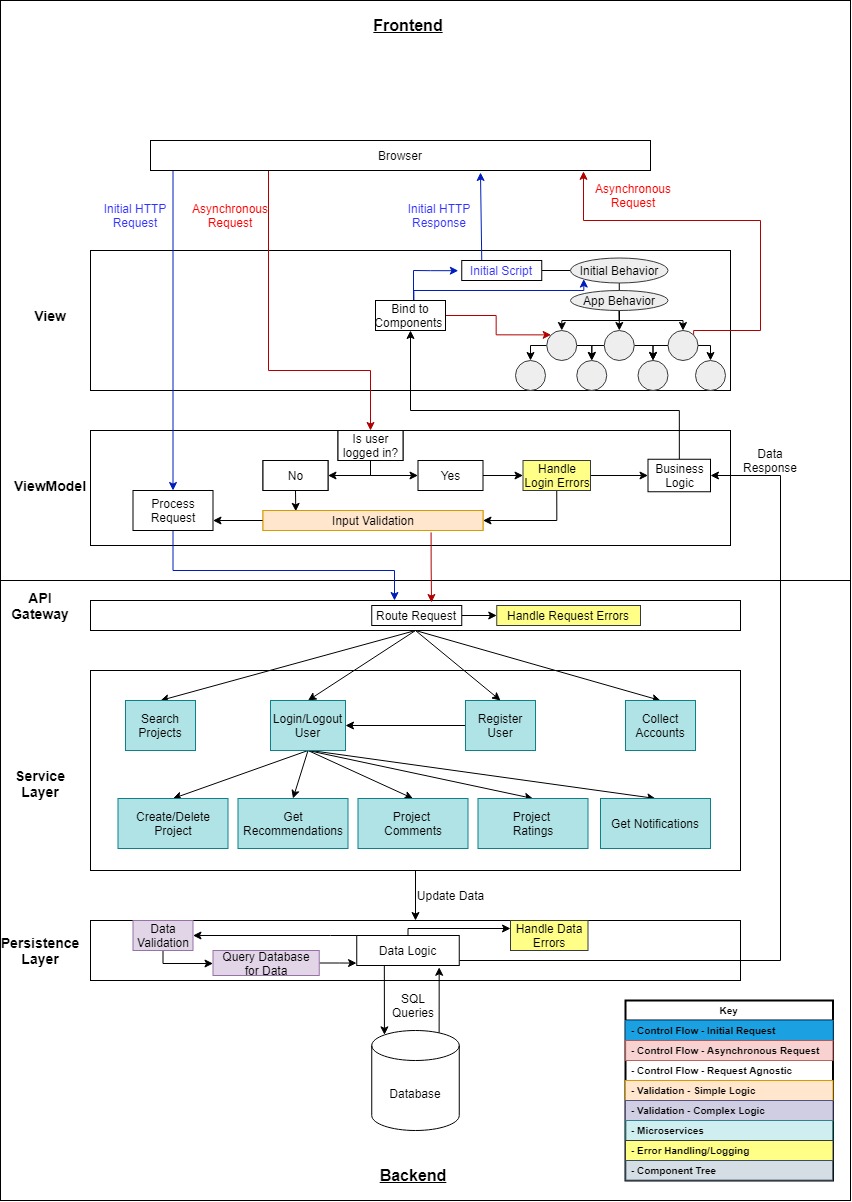 Frontend
Browser
Initial HTTP
Request
Asynchronous
Request
Initial HTTP
Response
Asynchronous
Request
View
Initial Script
Initial Behavior
App Behavior
Bind to
Components
ViewModel
Is user
logged in?
No
Yes
Handle
Login Errors
Business
Logic
Data
Response
Process
Request
Input Validation
API
Gateway
Route Request
Handle Request Errors
Service
Layer
Search
Projects
Login/Logout
User
Register
User
Collect
Accounts
Create/Delete
Project
Get
Recommendations
Project
Comments
Project
Ratings
Get Notifications
Update Data
Persistence
Layer
Data
Validation
Query Database
for Data
Data Logic
Handle Data
Errors
SQL
Queries
Database
Key
- Control Flow - Initial Request
- Control Flow - Asynchronous Request
- Control Flow - Request Agnostic
- Validation - Simple Logic
- Validation - Complex Logic
- Microservices
- Error Handling/Logging
- Component Tree
Backend